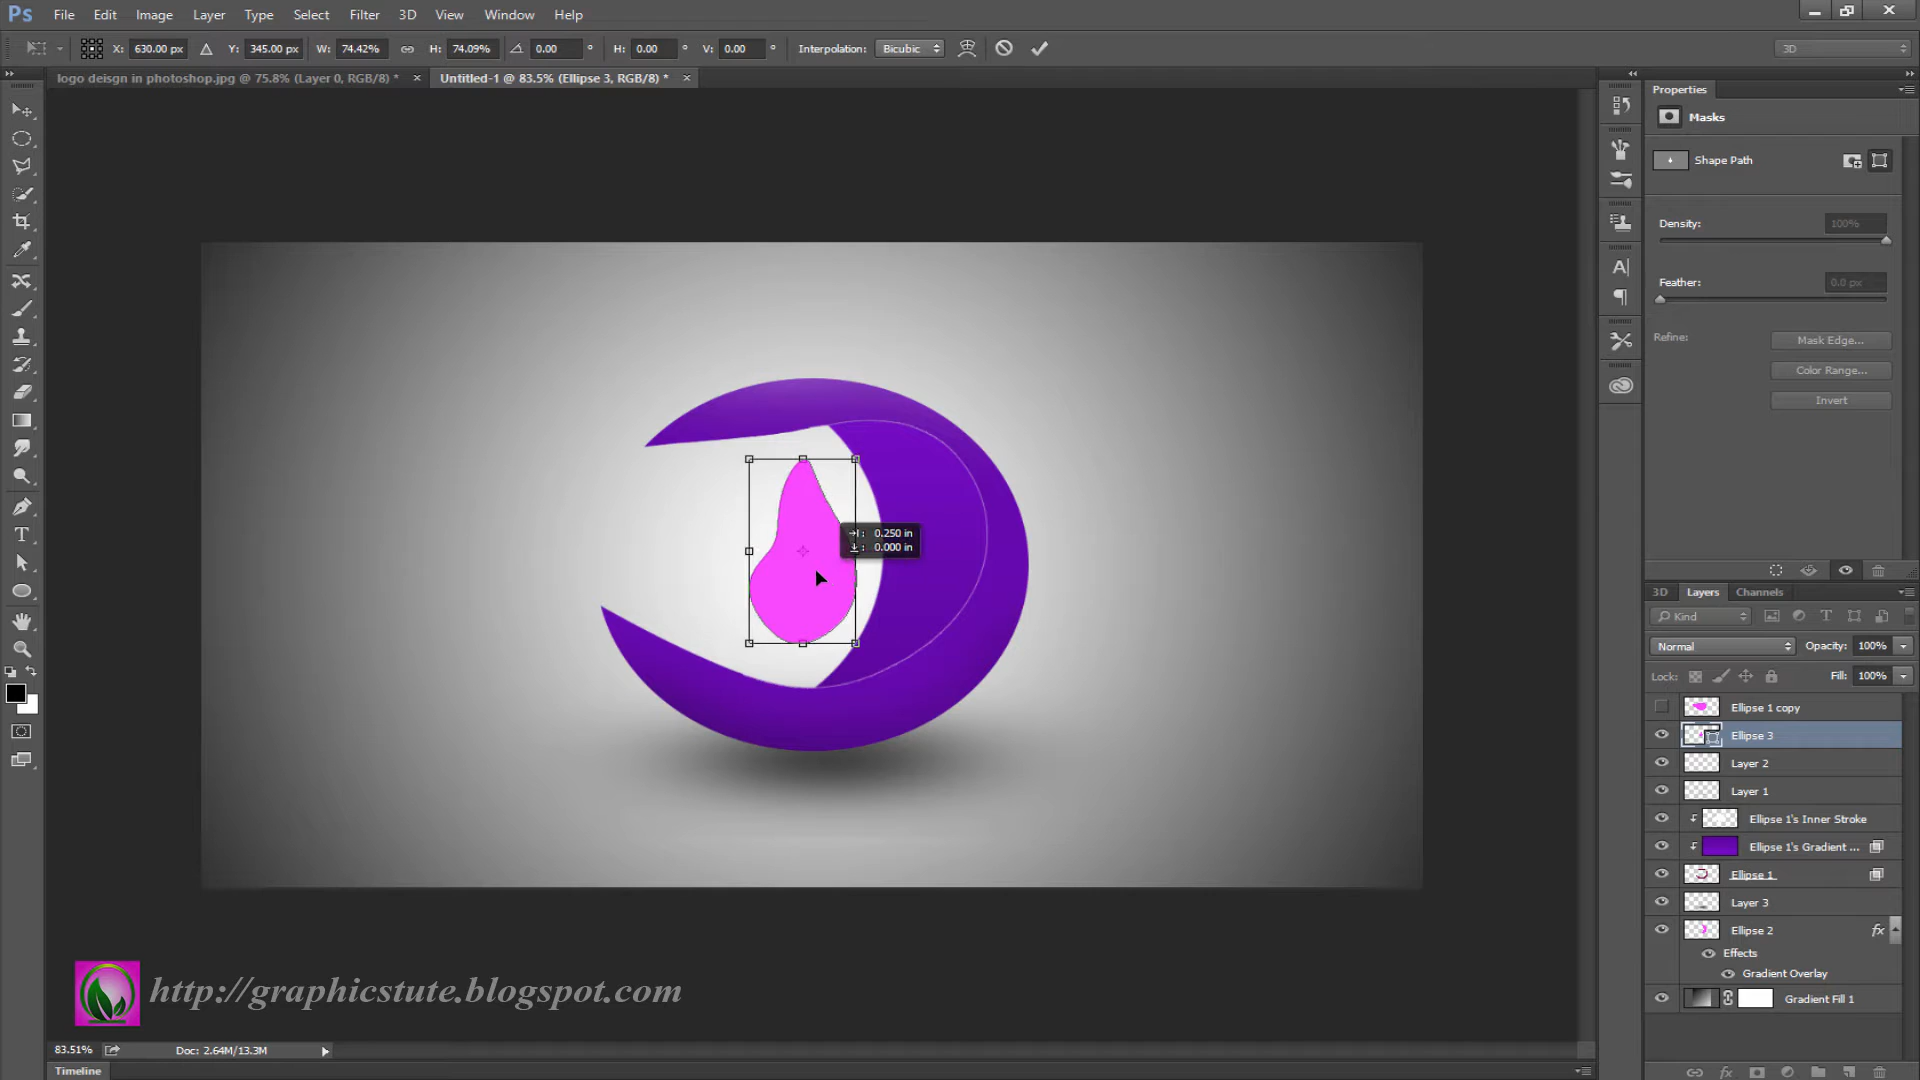 Ps File Edit Image Layer Type Select Filter 3D View Window Help
X: 630.00 px Y: 345.00 px W: 74.42% H: 74.09% 0.00 ° H: 0.00 ° V: 0.00 ° Interpolation: Bicubic 3D
logo deisgn in photoshop.jpg @ 75.8% (Layer 0, RGB/8) * × Untitled-1 @ 83.5% (Ellipse 3, RGB/8) * ×
Properties
Masks
Shape Path
Density: 100%
Feather: 0.0 px
Refine: Mask Edge...
Color Range...
Invert
0.250 in
0.000 in
3D Layers Channels
Kind
Normal Opacity: 100%
Lock: Fill: 100%
Ellipse 1 copy
Ellipse 3
Layer 2
Layer 1
Ellipse 1's Inner Stroke
Ellipse 1's Gradient ...
Ellipse 1
Layer 3
Ellipse 2 fx
Effects
Gradient Overlay
Gradient Fill 1
http://graphicstute.blogspot.com
83.51% Doc: 2.64M/13.3M
Timeline
fx